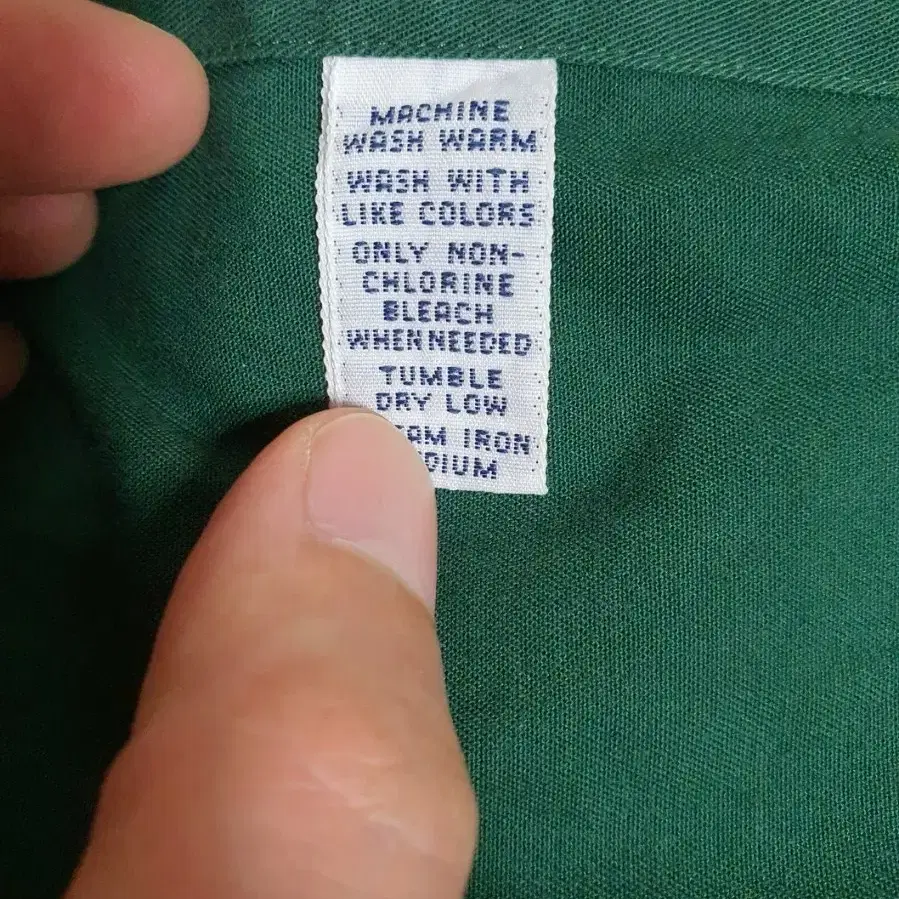 MACHINE
WASH WARM
WASH WITH
LIKE COLORS
ONLY NON-
CHLORINE
BLEACH
WHEN NEEDED
TUMBLE
DRY LOW
IRON